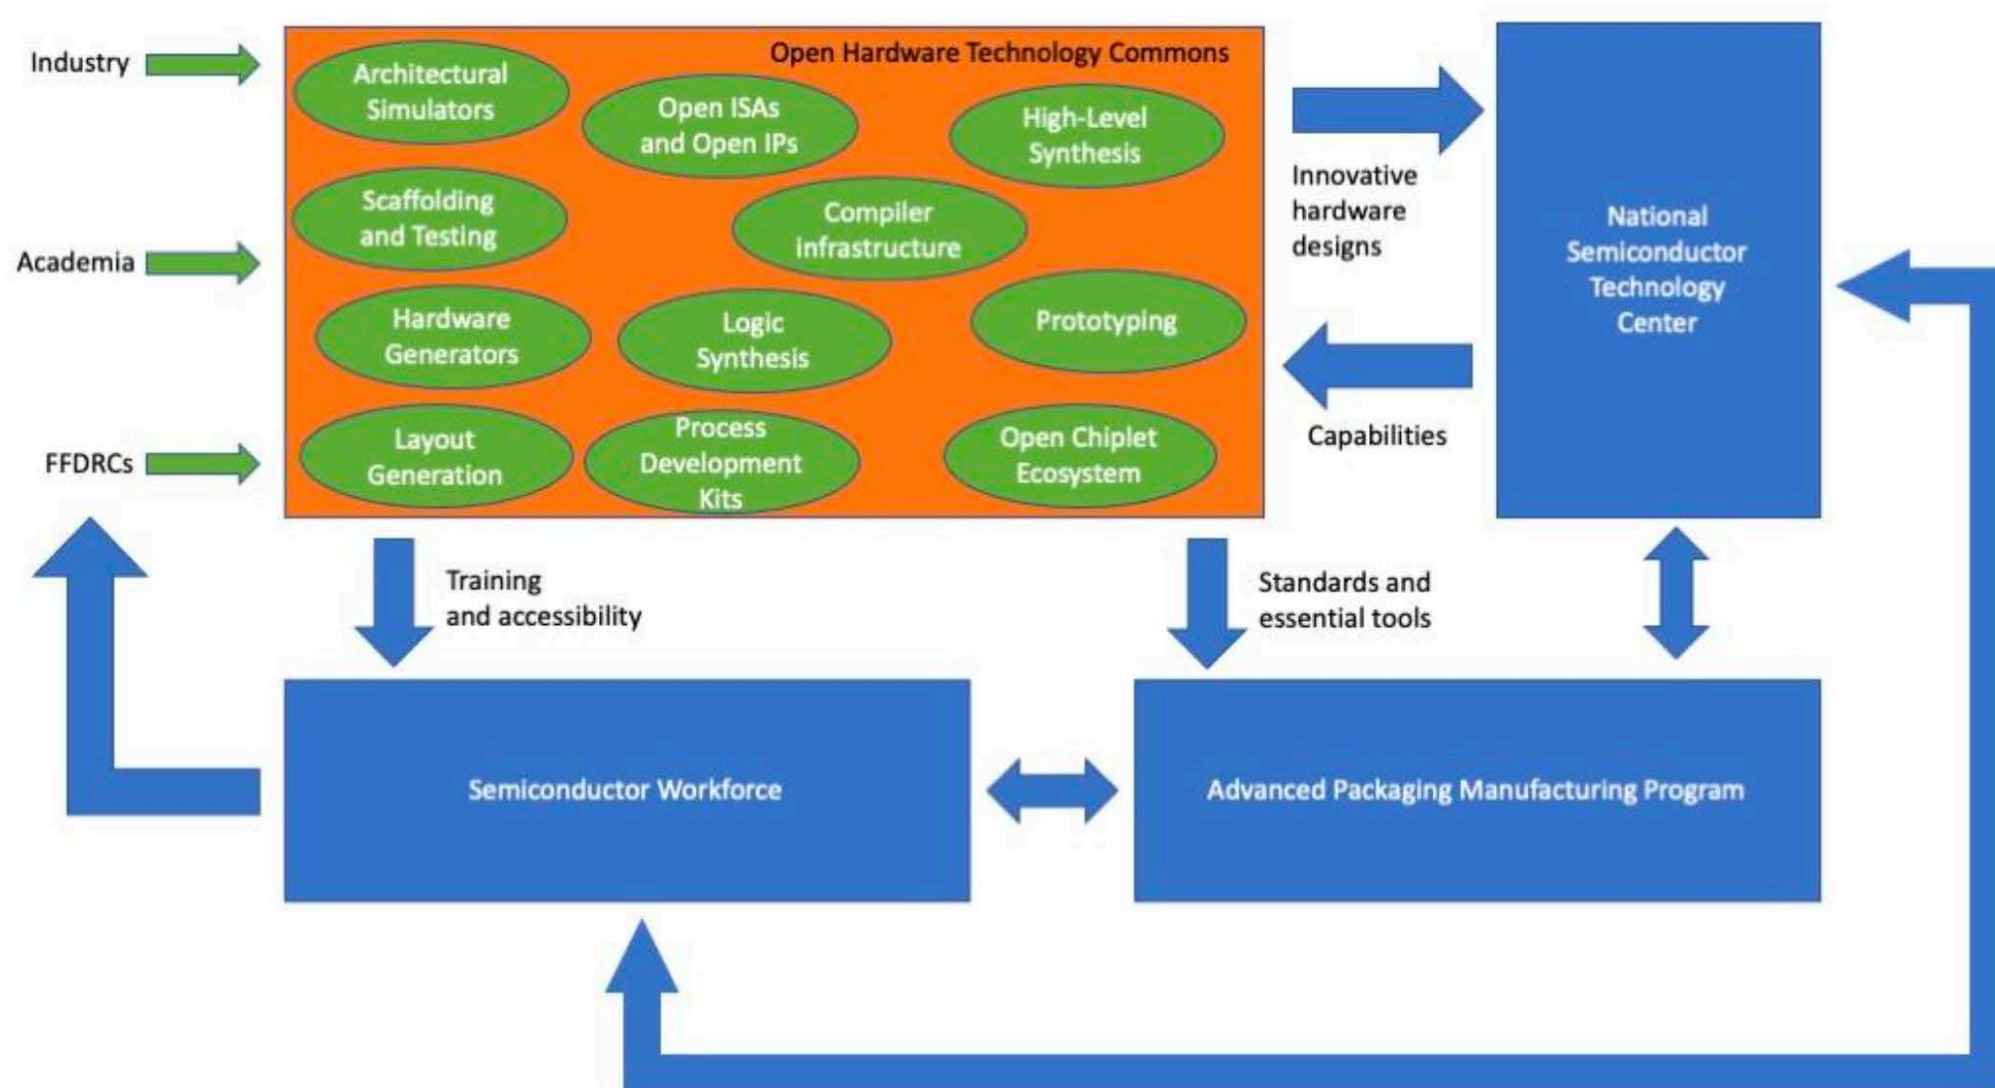 Industry
Academia
FFDRCs
Open Hardware Technology Commons
Architectural
Simulators
Open ISAs
and Open IPs
High-Level
Synthesis
Scaffolding
and Testing
Compiler
infrastructure
Hardware
Generators
Logic
Synthesis
Prototyping
Layout
Generation
Process
Development
Kits
Open Chiplet
Ecosystem
Innovative
hardware
designs
Capabilities
National
Semiconductor
Technology
Center
Training
and accessibility
Standards and
essential tools
Semiconductor Workforce
Advanced Packaging Manufacturing Program